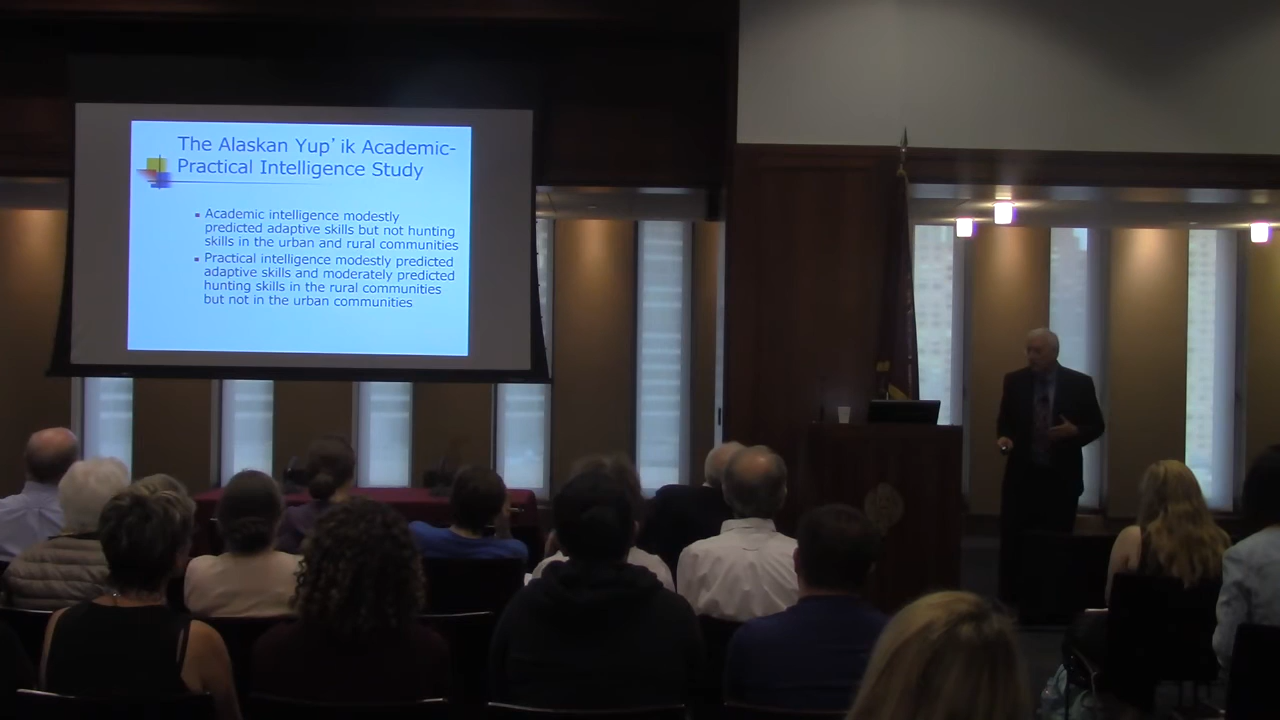 The Alaskan Yup’ik Academic-
Practical Intelligence Study
Academic intelligence modestly
predicted adaptive skills but not hunting
skills in the urban and rural communities
Practical intelligence modestly predicted
adaptive skills and moderately predicted
hunting skills in the rural communities
but not in the urban communities